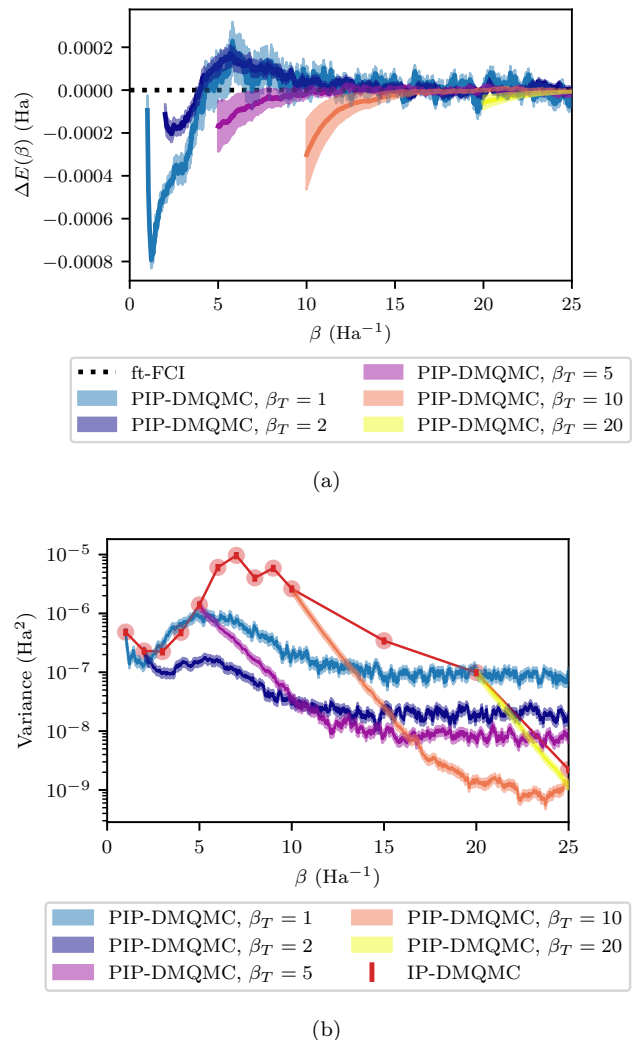 0.0002
0.0000
−0.0002
−0.0004
−0.0006
−0.0008
ΔE(β) (Ha)
0 5 10 15 20 25
β (Ha⁻¹)
ft-FCI
PIP-DMQMC, β_T = 1
PIP-DMQMC, β_T = 2
PIP-DMQMC, β_T = 5
PIP-DMQMC, β_T = 10
PIP-DMQMC, β_T = 20
(a)
10⁻⁵
10⁻⁶
10⁻⁷
10⁻⁸
10⁻⁹
Variance (Ha²)
0 5 10 15 20 25
β (Ha⁻¹)
PIP-DMQMC, β_T = 1
PIP-DMQMC, β_T = 2
PIP-DMQMC, β_T = 5
PIP-DMQMC, β_T = 10
PIP-DMQMC, β_T = 20
IP-DMQMC
(b)